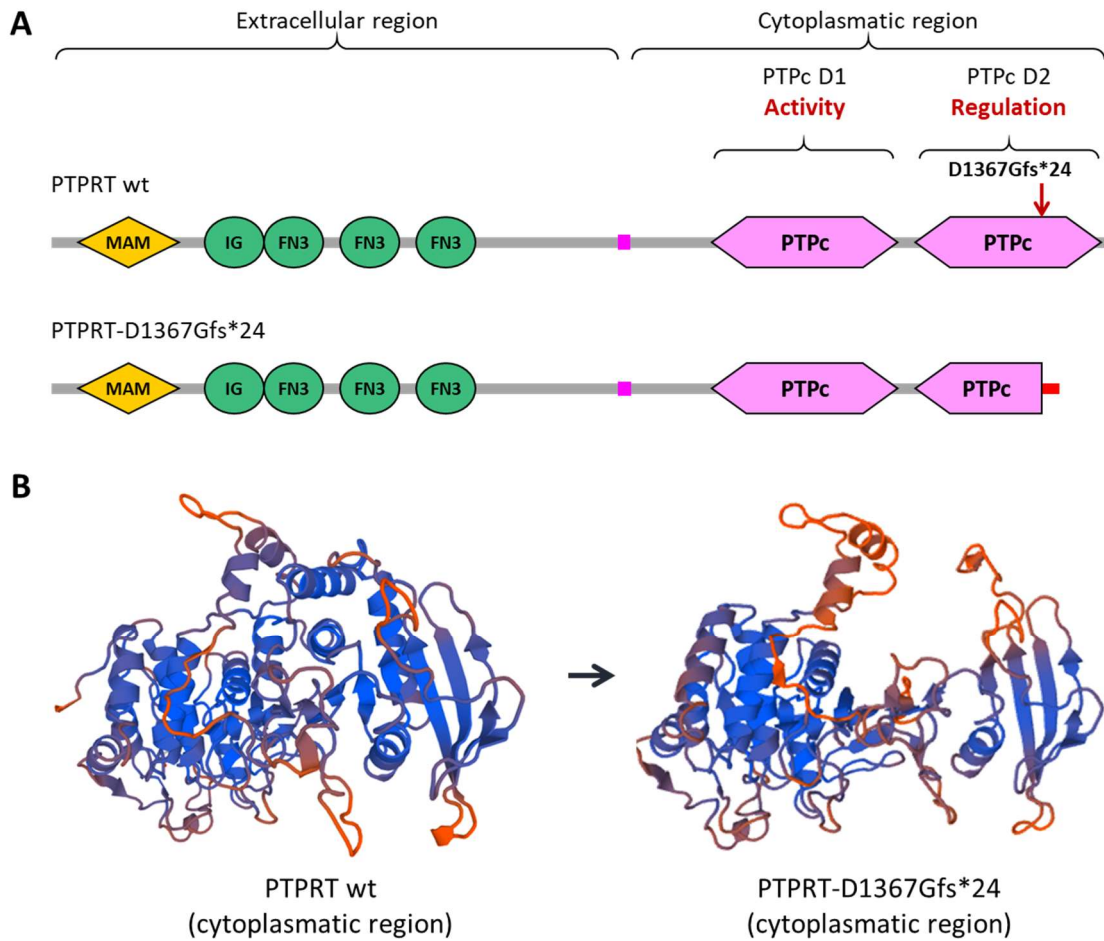 A
Extracellular region
Cytoplasmatic region
PTPc D1
PTPc D2
Activity
Regulation
D1367Gfs*24
PTPRT wt
MAM IG FN3 FN3 FN3 PTPc PTPc
PTPRT-D1367Gfs*24
MAM IG FN3 FN3 FN3 PTPc PTPc
B
PTPRT wt
(cytoplasmatic region)
PTPRT-D1367Gfs*24
(cytoplasmatic region)